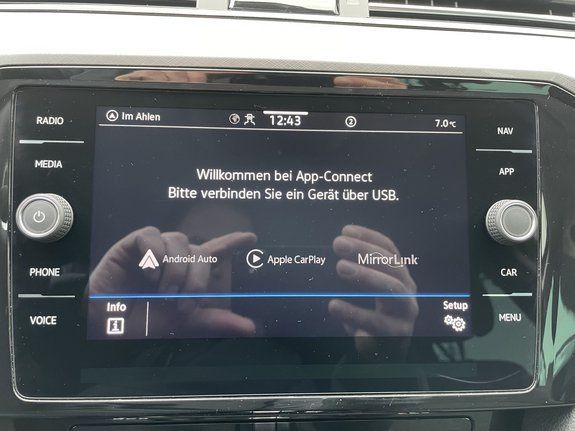 RADIO
MEDIA
PHONE
VOICE
Im Ahlen
12:43
2
7.0°C
Willkommen bei App-Connect
Bitte verbinden Sie ein Gerät über USB.
Android Auto
Apple CarPlay
MirrorLink
Info
Setup
NAV
APP
CAR
MENU